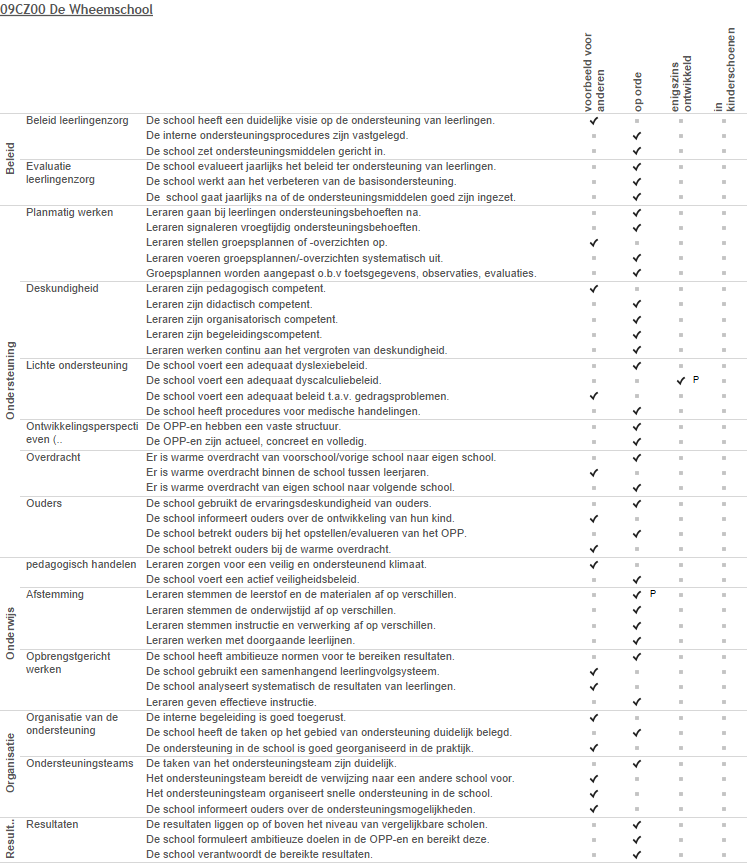 09CZ00 De Wheemschool
voorbeeld voor
anderen
op orde
enigszins
ontwikkeld
in
kinderschoenen
Beleid
Beleid leerlingenzorg De school heeft een duidelijke visie op de ondersteuning van leerlingen.
De interne ondersteuningsprocedures zijn vastgelegd.
De school zet ondersteuningsmiddelen gericht in.
Evaluatie De school evalueert jaarlijks het beleid ter ondersteuning van leerlingen.
leerlingenzorg De school werkt aan het verbeteren van de basisondersteuning.
De school gaat jaarlijks na of de ondersteuningsmiddelen goed zijn ingezet.
Ondersteuning
Planmatig werken Leraren gaan bij leerlingen ondersteuningsbehoeften na.
Leraren signaleren vroegtijdig ondersteuningsbehoeften.
Leraren stellen groepsplannen of -overzichten op.
Leraren voeren groepsplannen/-overzichten systematisch uit.
Groepsplannen worden aangepast o.b.v toetsgegevens, observaties, evaluaties.
Deskundigheid Leraren zijn pedagogisch competent.
Leraren zijn didactisch competent.
Leraren zijn organisatorisch competent.
Leraren zijn begeleidingscompetent.
Leraren werken continu aan het vergroten van deskundigheid.
Lichte ondersteuning De school voert een adequaat dyslexiebeleid.
De school voert een adequaat dyscalculiebeleid. P
De school voert een adequaat beleid t.a.v. gedragsproblemen.
De school heeft procedures voor medische handelingen.
Ontwikkelingsperspecti De OPP-en hebben een vaste structuur.
even (.. De OPP-en zijn actueel, concreet en volledig.
Overdracht Er is warme overdracht van voorschool/vorige school naar eigen school.
Er is warme overdracht binnen de school tussen leerjaren.
Er is warme overdracht van eigen school naar volgende school.
Ouders De school gebruikt de ervaringsdeskundigheid van ouders.
De school informeert ouders over de ontwikkeling van hun kind.
De school betrekt ouders bij het opstellen/evalueren van het OPP.
De school betrekt ouders bij de warme overdracht.
Onderwijs
pedagogisch handelen Leraren zorgen voor een veilig en ondersteunend klimaat.
De school voert een actief veiligheidsbeleid.
Afstemming Leraren stemmen de leerstof en de materialen af op verschillen. P
Leraren stemmen de onderwijstijd af op verschillen.
Leraren stemmen instructie en verwerking af op verschillen.
Leraren werken met doorgaande leerlijnen.
Opbrengstgericht De school heeft ambitieuze normen voor te bereiken resultaten.
werken De school gebruikt een samenhangend leerlingvolgsysteem.
De school analyseert systematisch de resultaten van leerlingen.
Leraren geven effectieve instructie.
Organisatie
Organisatie van de De interne begeleiding is goed toegerust.
ondersteuning De school heeft de taken op het gebied van ondersteuning duidelijk belegd.
De ondersteuning in de school is goed georganiseerd in de praktijk.
Ondersteuningsteams De taken van het ondersteuningsteam zijn duidelijk.
Het ondersteuningsteam bereidt de verwijzing naar een andere school voor.
Het ondersteuningsteam organiseert snelle ondersteuning in de school.
De school informeert ouders over de ondersteuningsmogelijkheden.
Result..
Resultaten De resultaten liggen op of boven het niveau van vergelijkbare scholen.
De school formuleert ambitieuze doelen in de OPP-en en bereikt deze.
De school verantwoordt de bereikte resultaten.